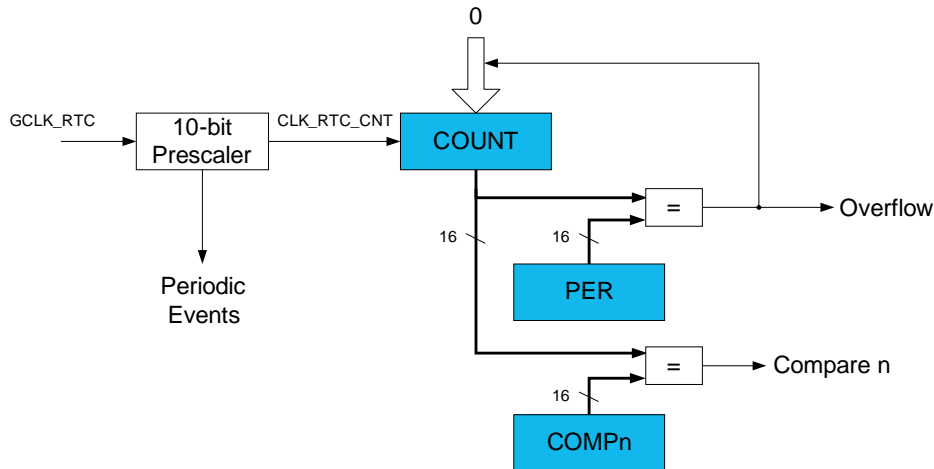 0
GCLK_RTC
10-bit
Prescaler
CLK_RTC_CNT
COUNT
=
Overflow
16
16
Periodic
Events
PER
=
Compare n
16
COMPn